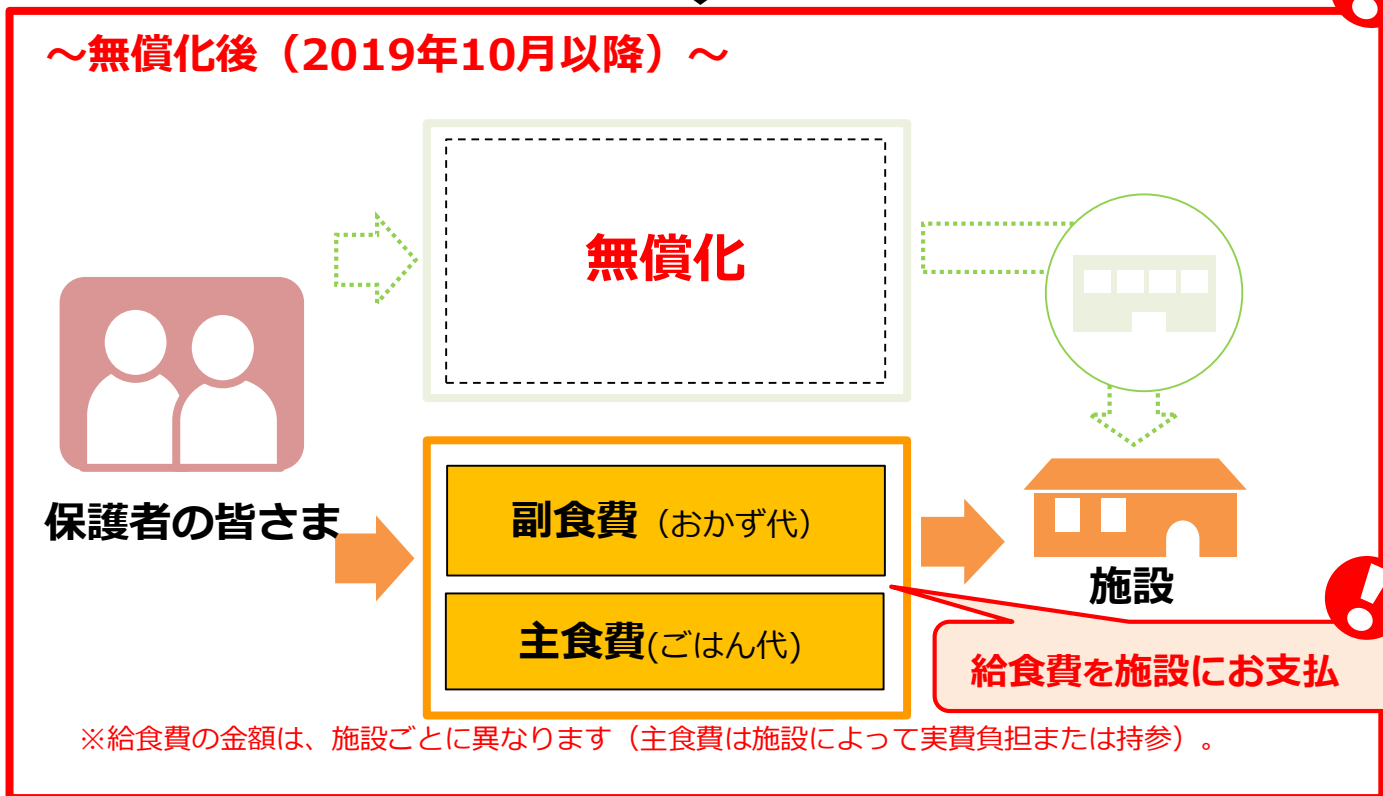 ～無償化後（2019年10月以降）～
無償化
保護者の皆さま
副食費（おかず代）
主食費(ごはん代)
施設
給食費を施設にお支払
※給食費の金額は、施設ごとに異なります（主食費は施設によって実費負担または持参）。